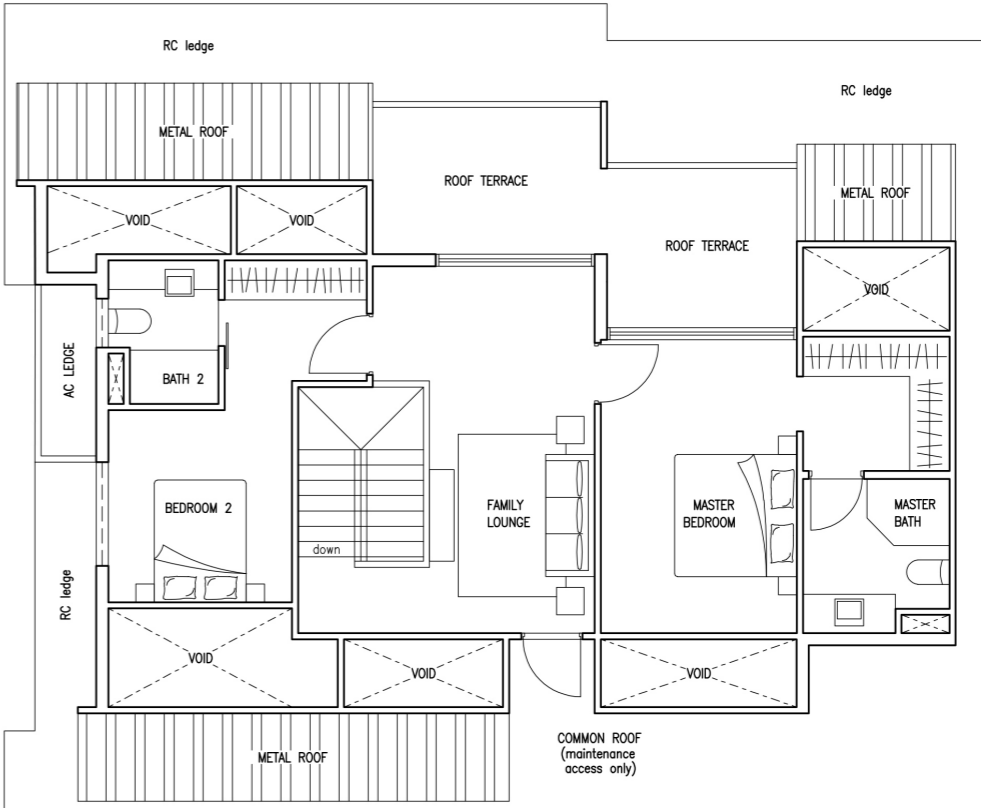 RC ledge
RC ledge
METAL ROOF
ROOF TERRACE
METAL ROOF
VOID
VOID
ROOF TERRACE
VOID
AC LEDGE
BATH 2
BEDROOM 2
FAMILY
LOUNGE
MASTER
BEDROOM
MASTER
BATH
down
RC ledge
VOID
VOID
VOID
METAL ROOF
COMMON ROOF
(maintenance
access only)